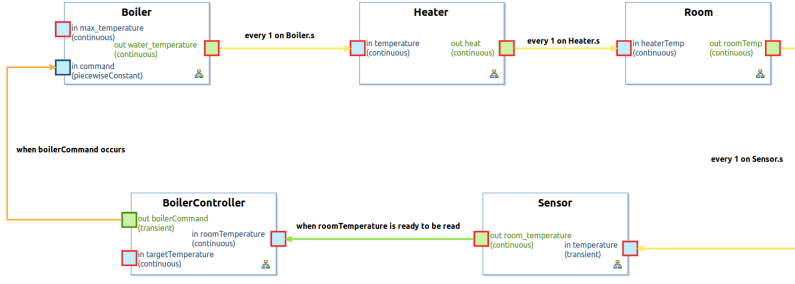 Boiler
in max_temperature
(continuous)
out water_temperature
(continuous)
in command
(piecewiseConstant)
every 1 on Boiler.s
Heater
in temperature
(continuous)
out heat
(continuous)
every 1 on Heater.s
Room
in heaterTemp
(continuous)
out roomTemp
(continuous)
when boilerCommand occurs
every 1 on Sensor.s
BoilerController
out boilerCommand
(transient)
in roomTemperature
(continuous)
in targetTemperature
(continuous)
when roomTemperature is ready to be read
Sensor
out room_temperature
(continuous)
in temperature
(transient)